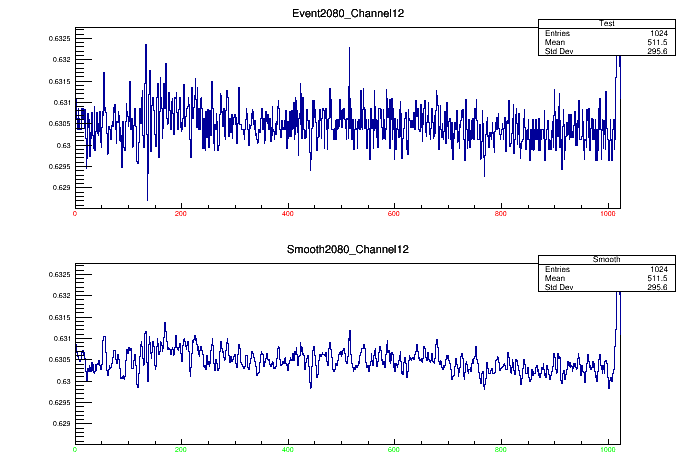 Event2080_Channel12
Test
Entries 1024
Mean 511.5
Std Dev 295.6
0.6325
0.632
0.6315
0.631
0.6305
0.63
0.6295
0.629
0 200 400 600 800 1000
Smooth2080_Channel12
Smooth
Entries 1024
Mean 511.5
Std Dev 295.6
0.6325
0.632
0.6315
0.631
0.6305
0.63
0.6295
0.629
0 200 400 600 800 1000